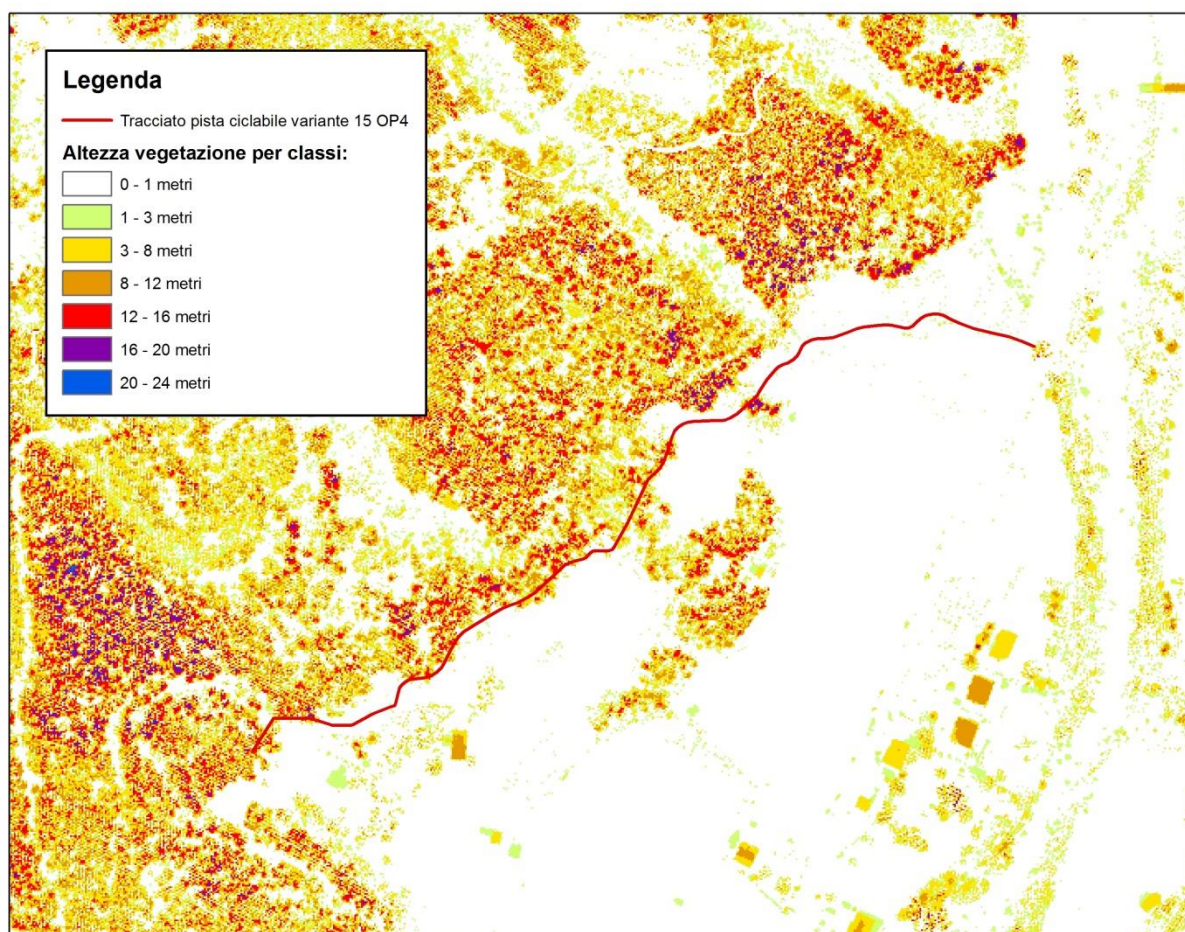 Legenda
Tracciato pista ciclabile variante 15 OP4
Altezza vegetazione per classi:
0 - 1 metri
1 - 3 metri
3 - 8 metri
8 - 12 metri
12 - 16 metri
16 - 20 metri
20 - 24 metri